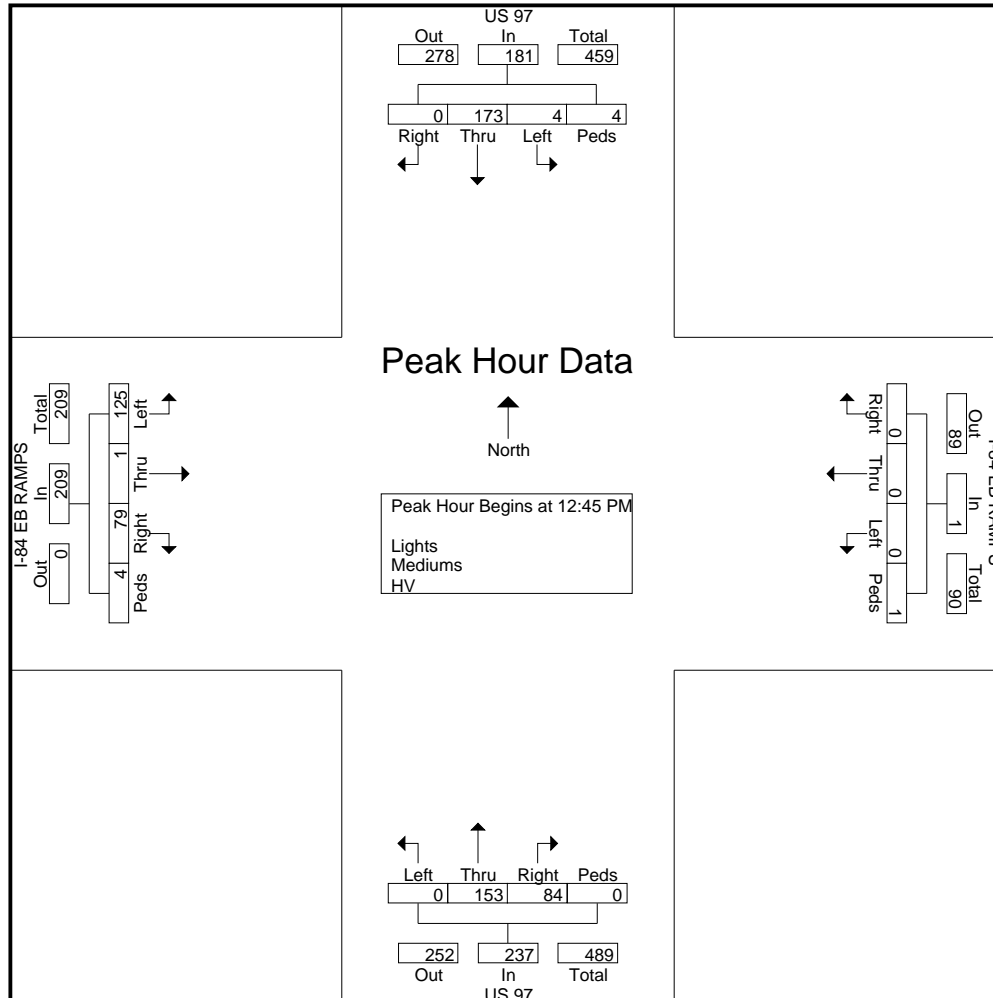 US 97
Out In Total
278 181 459
0 173 4 4
Right Thru Left Peds
Peak Hour Data
North
Peak Hour Begins at 12:45 PM
Lights
Mediums
HV
I-84 EB RAMPS
Total In Out
209 209 0
125 1 79 4
Left Thru Right Peds
Right Thru Left Peds
0 0 0 1
Out In Total
89 1 90
Left Thru Right Peds
0 153 84 0
252 237 489
Out In Total
US 97